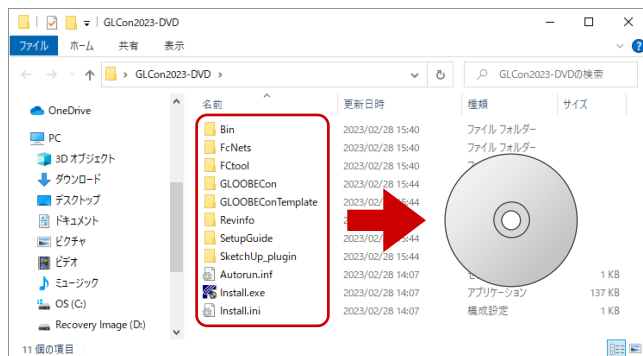 GLCon2023-DVD
ファイル ホーム 共有 表示
GLCon2023-DVD
GLCon2023-DVDの検索
名前 更新日時 種類 サイズ
OneDrive
PC
3D オブジェクト
ダウンロード
デスクトップ
ドキュメント
ピクチャ
ビデオ
ミュージック
OS (C:)
Recovery Image (D:)
Bin 2023/02/28 15:40 ファイル フォルダー
FcNets 2023/02/28 15:40 ファイル フォルダー
FCtool 2023/02/28 15:40
GLOOBECon 2023/02/28 15:44
GLOOBEConTemplate 2023/02/28 15:44
Revinfo
SetupGuide 2023/02/
SketchUp_plugin 2023/02/28 15:44
Autorun.inf 2023/02/28 14:07 1 KB
Install.exe 2023/02/28 14:07 アプリケーション 137 KB
Install.ini 2023/02/28 14:07 構成設定 1 KB
11 個の項目